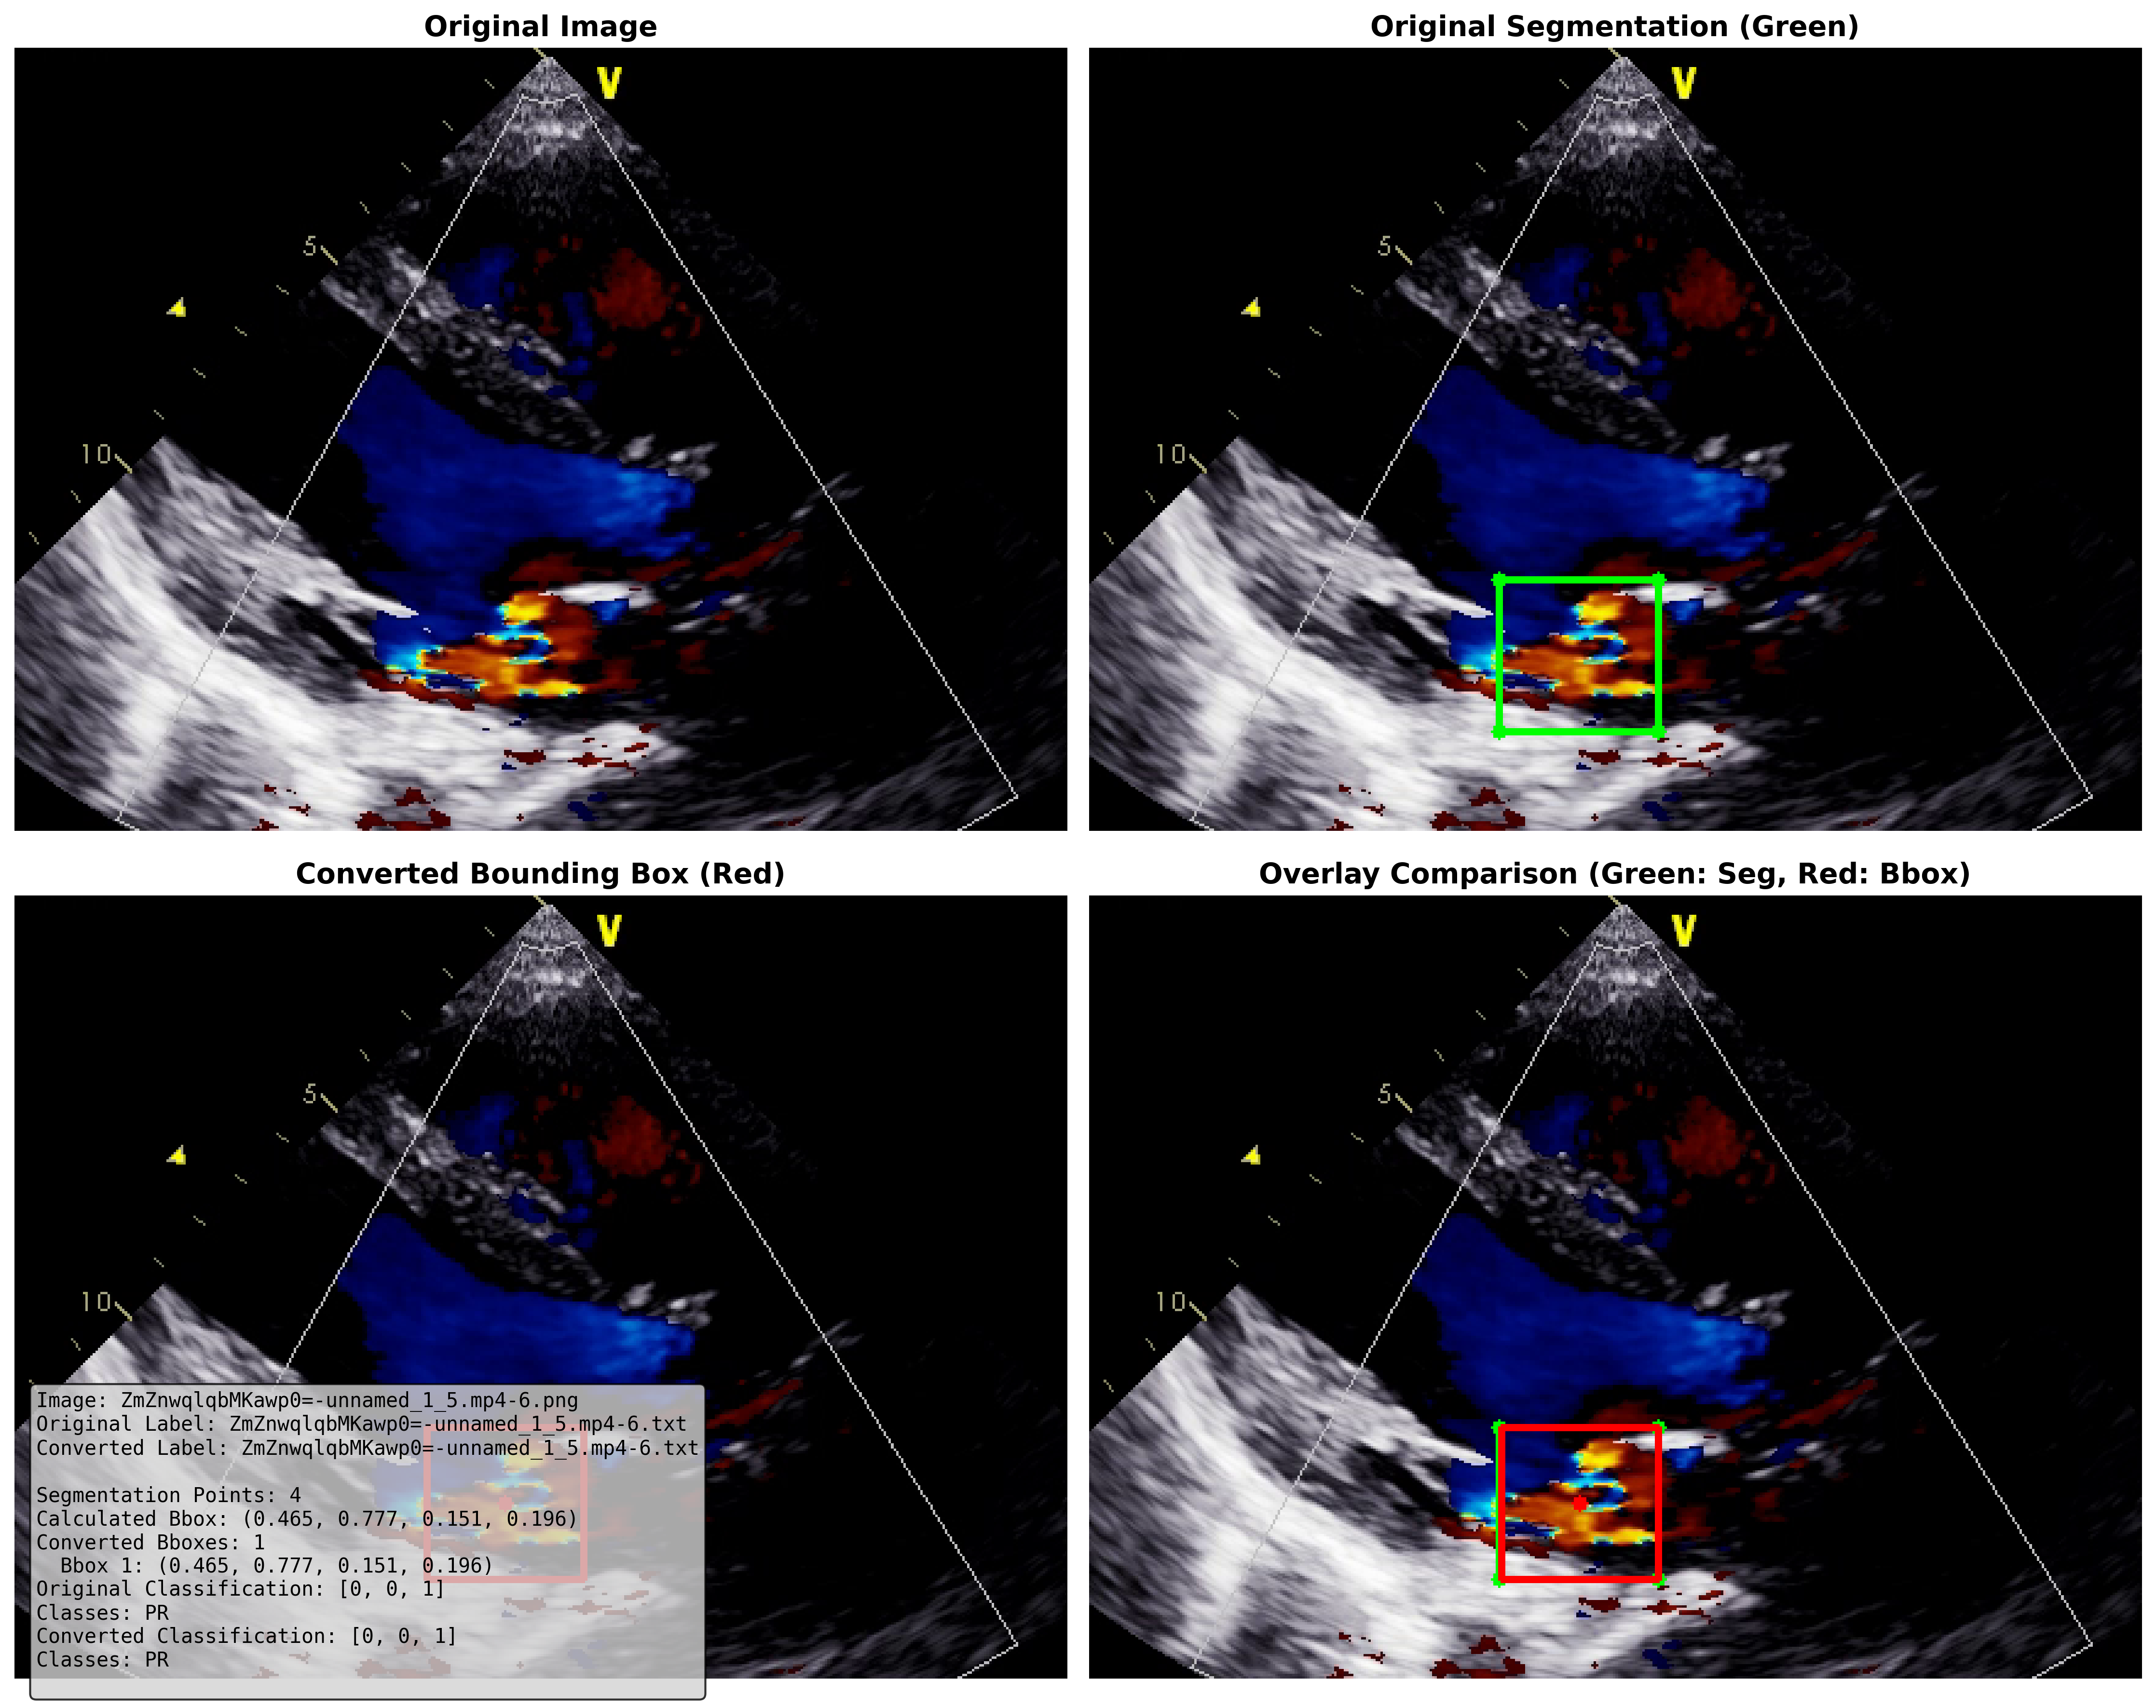 Original Image
Original Segmentation (Green)
V
5
10
V
5
10
Converted Bounding Box (Red)
Overlay Comparison (Green: Seg, Red: Bbox)
V
5
10
V
5
10
Image: ZmZnwqlqbMKawp0=-unnamed_1_5.mp4-6.png
Original Label: ZmZnwqlqbMKawp0=-unnamed_1_5.mp4-6.txt
Converted Label: ZmZnwqlqbMKawp0=-unnamed_1_5.mp4-6.txt
Segmentation Points: 4
Calculated Bbox: (0.465, 0.777, 0.151, 0.196)
Converted Bboxes: 1
Bbox 1: (0.465, 0.777, 0.151, 0.196)
Original Classification: [0, 0, 1]
Classes: PR
Converted Classification: [0, 0, 1]
Classes: PR